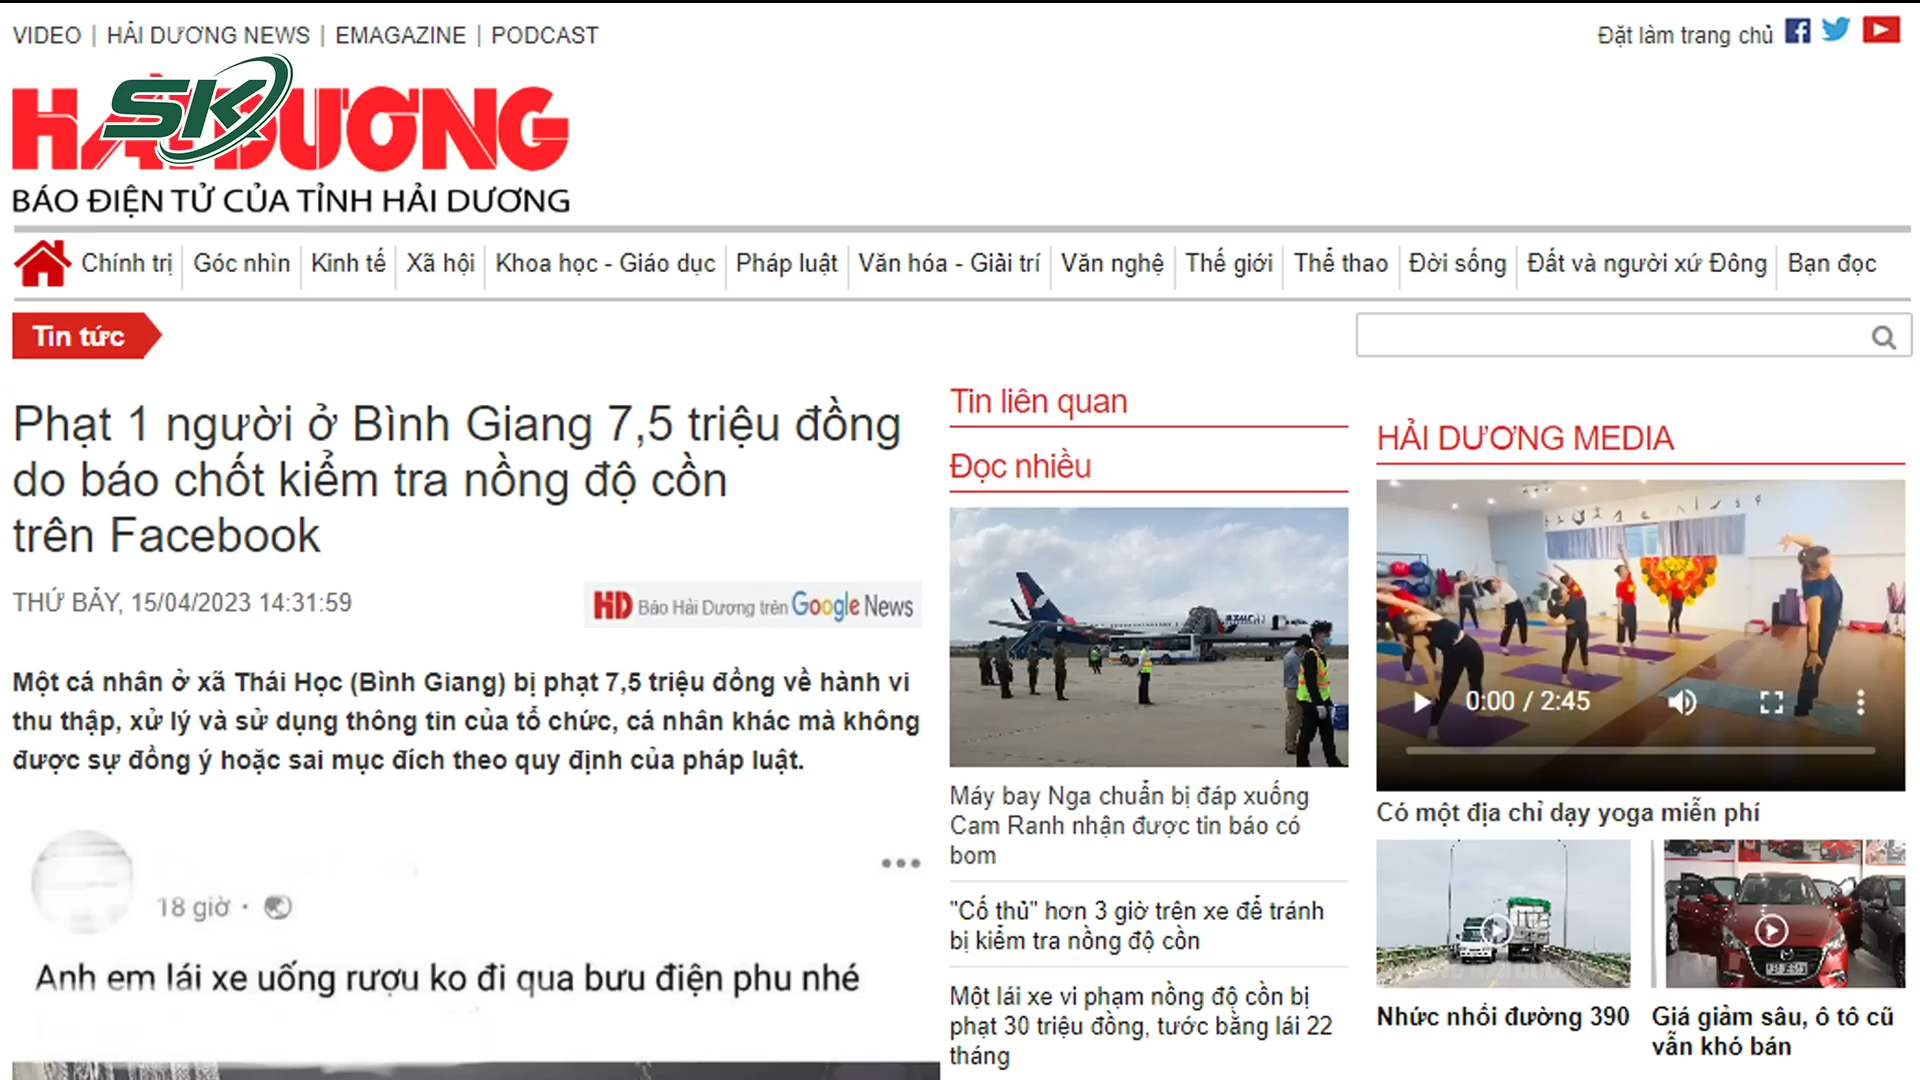 VIDEO | HẢI DƯƠNG NEWS | EMAGAZINE | PODCAST
Đặt làm trang chủ
HẢI DƯƠNG
SK
BÁO ĐIỆN TỬ CỦA TỈNH HẢI DƯƠNG
Chính trị Góc nhìn Kinh tế Xã hội Khoa học - Giáo dục Pháp luật Văn hóa - Giải trí Văn nghệ Thế giới Thể thao Đời sống Đất và người xứ Đông Bạn đọc
Tin tức
Phạt 1 người ở Bình Giang 7,5 triệu đồng
do báo chốt kiểm tra nồng độ cồn
trên Facebook
THỨ BẢY, 15/04/2023 14:31:59
HD Báo Hải Dương trên Google News
Một cá nhân ở xã Thái Học (Bình Giang) bị phạt 7,5 triệu đồng về hành vi
thu thập, xử lý và sử dụng thông tin của tổ chức, cá nhân khác mà không
được sự đồng ý hoặc sai mục đích theo quy định của pháp luật.
18 giờ ·
Anh em lái xe uống rượu ko đi qua bưu điện phu nhé
Tin liên quan
Đọc nhiều
Máy bay Nga chuẩn bị đáp xuống
Cam Ranh nhận được tin báo có
bom
"Cố thủ" hơn 3 giờ trên xe để tránh
bị kiểm tra nồng độ cồn
Một lái xe vi phạm nồng độ cồn bị
phạt 30 triệu đồng, tước bằng lái 22
tháng
HẢI DƯƠNG MEDIA
0:00 / 2:45
Có một địa chỉ dạy yoga miễn phí
Nhức nhối đường 390
Giá giảm sâu, ô tô cũ
vẫn khó bán